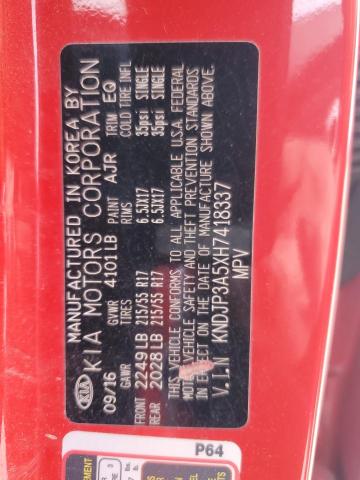 MANUFACTURED IN KOREA BY
KIA KIA MOTORS CORPORATION
09/16 GVWR 4101LB PAINT AJR TRIM EQ
GAWR TIRES RIMS COLD TIRE INFL
FRONT 2249LB 215/55 R17 6.5JX17 35psi SINGLE
REAR 2028LB 215/55 R17 6.5JX17 35psi SINGLE
THIS VEHICLE CONFORMS TO ALL APPLICABLE U.S.A. FEDERAL
MOTOR VEHICLE SAFETY AND THEFT PREVENTION STANDARDS
IN EFFECT ON THE DATE OF MANUFACTURE SHOWN ABOVE.
V.I.N KNDJP3A5XH7418337
MPV
P64